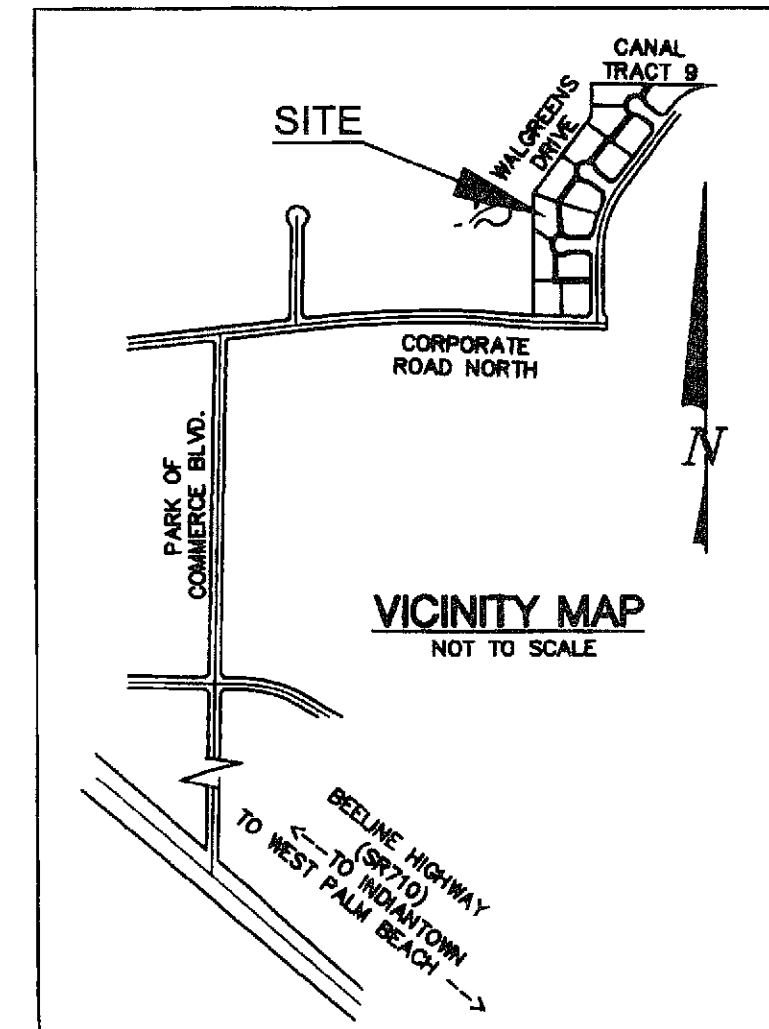 CANAL
TRACT 9
SITE
WALGREENS
DRIVE
CORPORATE
ROAD NORTH
PARK OF
COMMERCE BLVD.
N
VICINITY MAP
NOT TO SCALE
BEELINE HIGHWAY
(SR710)
<--TO INDIANTOWN
TO WEST PALM BEACH -->